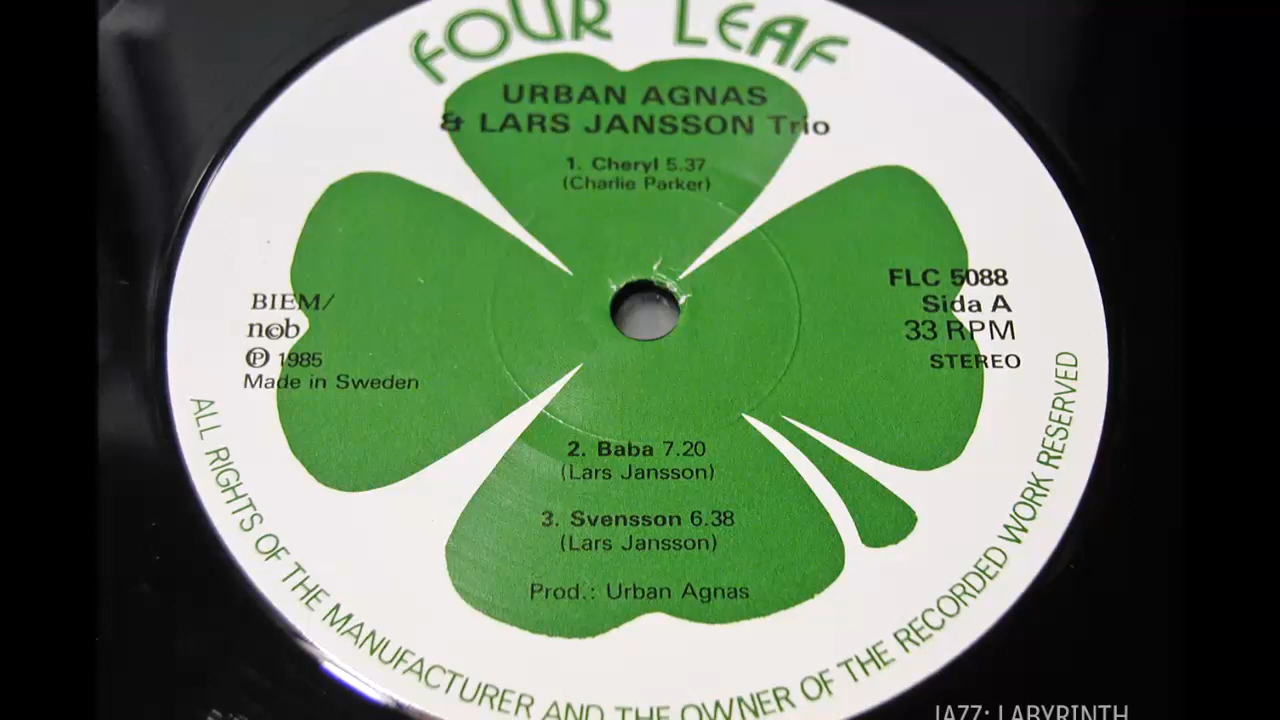 FOUR LEAF
URBAN AGNAS
& LARS JANSSON Trio
1. Cheryl 5.37
(Charlie Parker)
BIEM/
n©b
℗ 1985
Made in Sweden
FLC 5088
Sida A
33 RPM
STEREO
2. Baba 7.20
(Lars Jansson)
3. Svensson 6.38
(Lars Jansson)
Prod.: Urban Agnas
ALL RIGHTS OF THE MANUFACTURER AND THE OWNER OF THE RECORDED WORK RESERVED
JAZZ: LABYRINTH